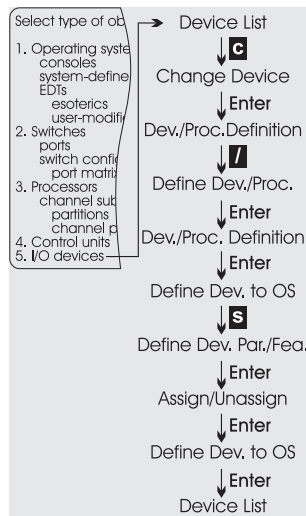 Select type of ob
1. Operating syste
consoles
system-define
EDTs
esoterics
user-modifi
2. Switches
ports
switch config
port matrix
3. Processors
channel sub
partitions
channel p
4. Control units
5. I/O devices
Device List
c
Change Device
Enter
Dev./Proc.Definition
/
Define Dev./Proc.
Enter
Dev./Proc. Definition
Enter
Define Dev. to OS
s
Define Dev. Par./Fea.
Enter
Assign/Unassign
Enter
Define Dev. to OS
Enter
Device List